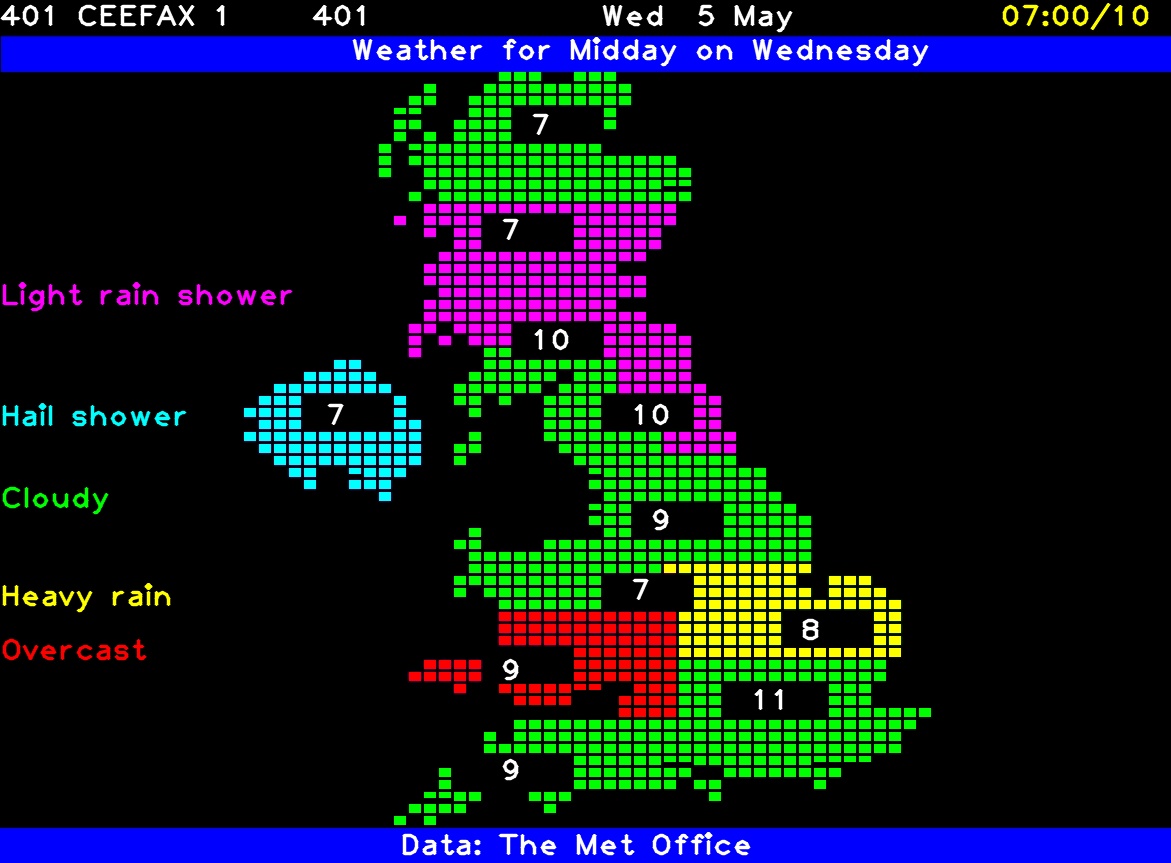 401 CEEFAX 1 401 Wed 5 May 07:00/10
Weather for Midday on Wednesday
7
7
Light rain shower
10
Hail shower 7 10
Cloudy
9
Heavy rain 7
8
Overcast 9
11
9
Data: The Met Office